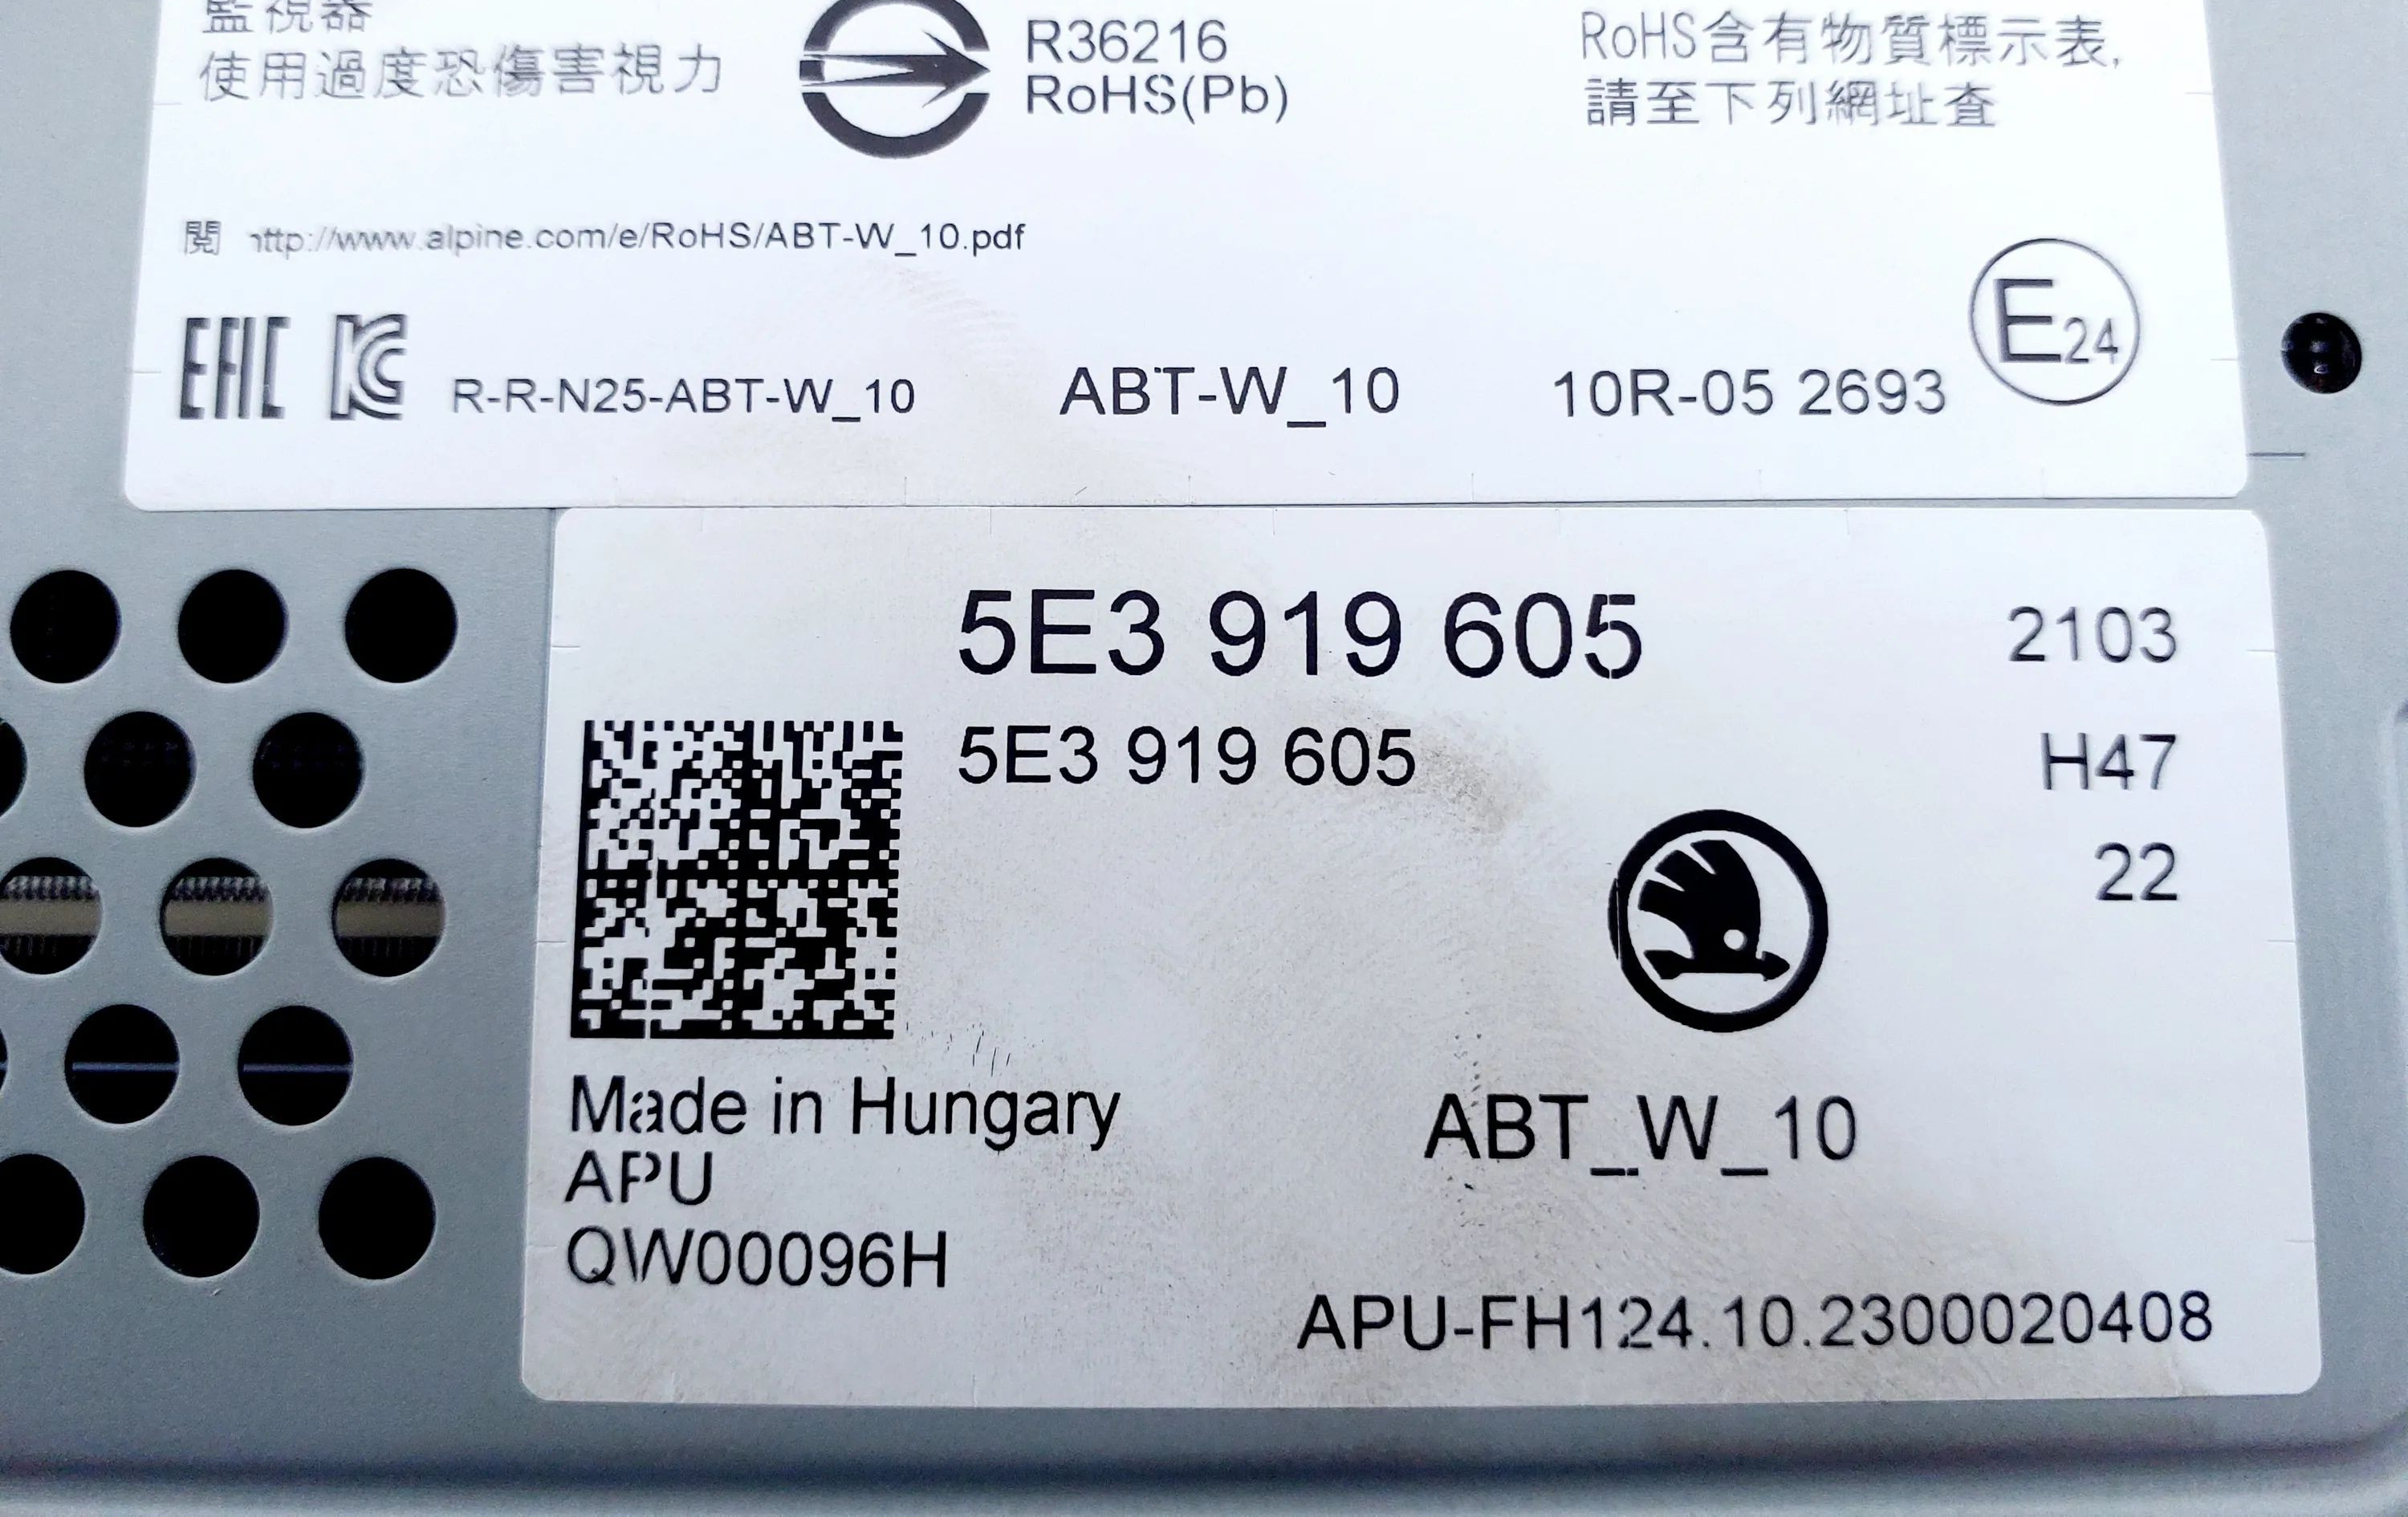 監視器
使用過度恐傷害視力
R36216
RoHS(Pb)
RoHS含有物質標示表,
請至下列網址查
閱 http://www.alpine.com/e/RoHS/ABT-W_10.pdf
EAC KC R-R-N25-ABT-W_10 ABT-W_10 10R-05 2693 E24
5E3 919 605 2103
5E3 919 605 H47
22
Made in Hungary
APU ABT_W_10
QW00096H
APU-FH124.10.2300020408